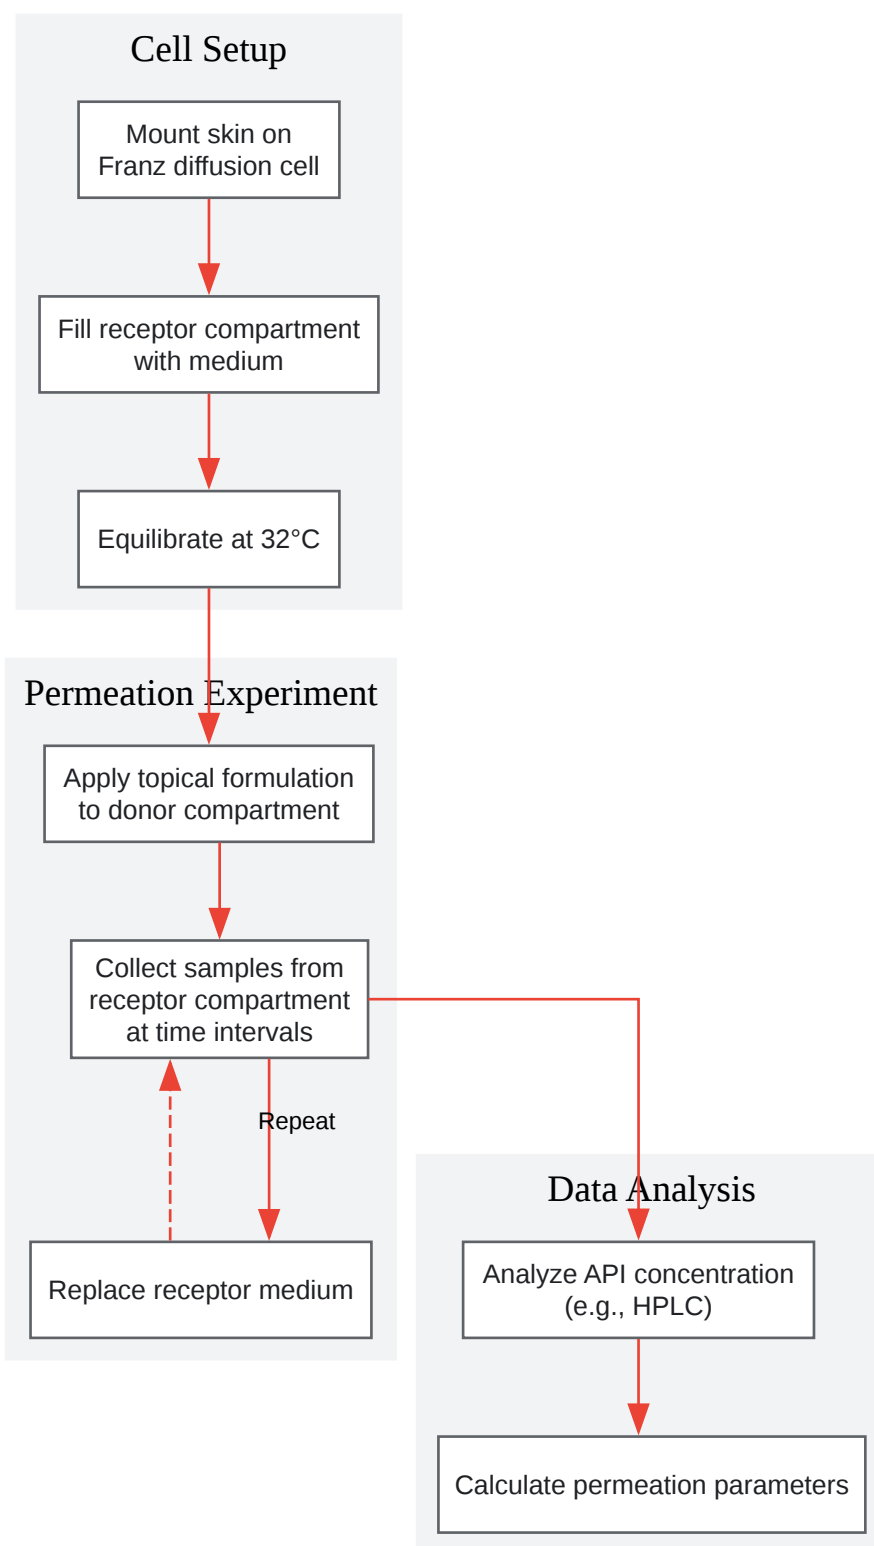 Cell Setup
Mount skin on
Franz diffusion cell
Fill receptor compartment
with medium
Equilibrate at 32°C
Permeation Experiment
Apply topical formulation
to donor compartment
Collect samples from
receptor compartment
at time intervals
Repeat
Replace receptor medium
Data Analysis
Analyze API concentration
(e.g., HPLC)
Calculate permeation parameters